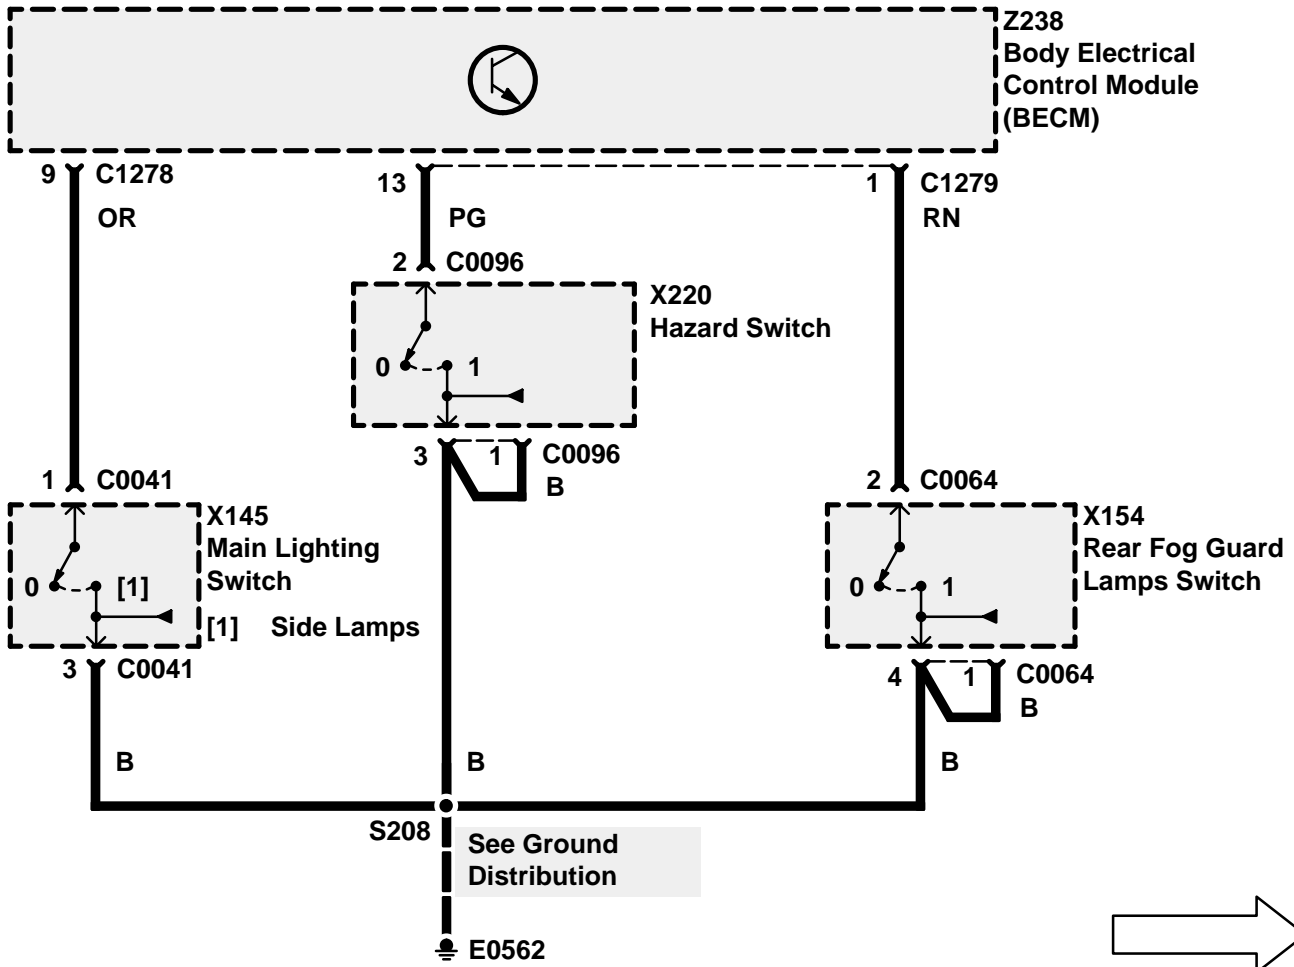 Z238
Body Electrical
Control Module
(BECM)
9 C1278
13
1 C1279
OR
PG
RN
2 C0096
X220
Hazard Switch
0 1
3 1 C0096
B
1 C0041
2 C0064
X145
Main Lighting
Switch
0 [1]
[1] Side Lamps
X154
Rear Fog Guard
Lamps Switch
0 1
3 C0041
4 1 C0064
B
B
B
B
S208
See Ground
Distribution
E0562